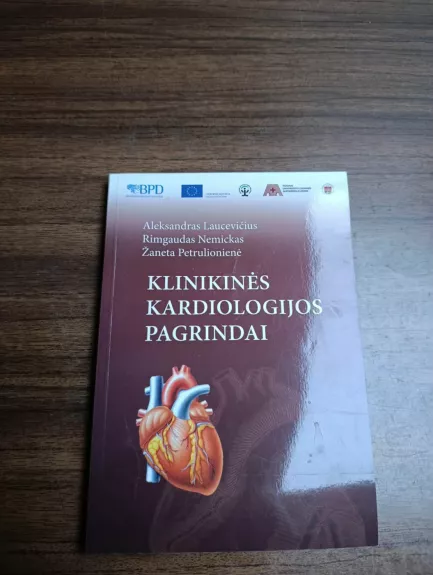 BPD
Aleksandras Laucevičius
Rimgaudas Nemickas
Žaneta Petrulionienė
KLINIKINĖS
KARDIOLOGIJOS
PAGRINDAI